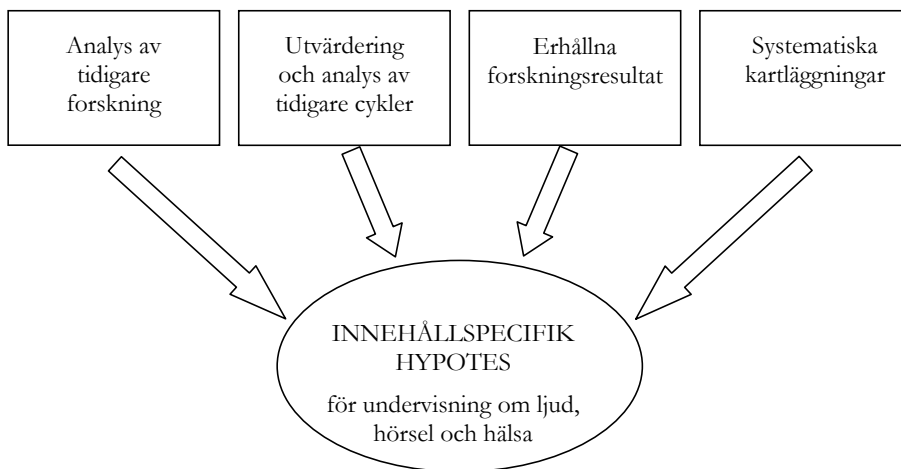 Analys av
tidigare
forskning
Utvärdering
och analys av
tidigare cykler
Erhållna
forskningsresultat
Systematiska
kartläggningar
INNEHÅLLSPECIFIK
HYPOTES
för undervisning om ljud,
hörsel och hälsa